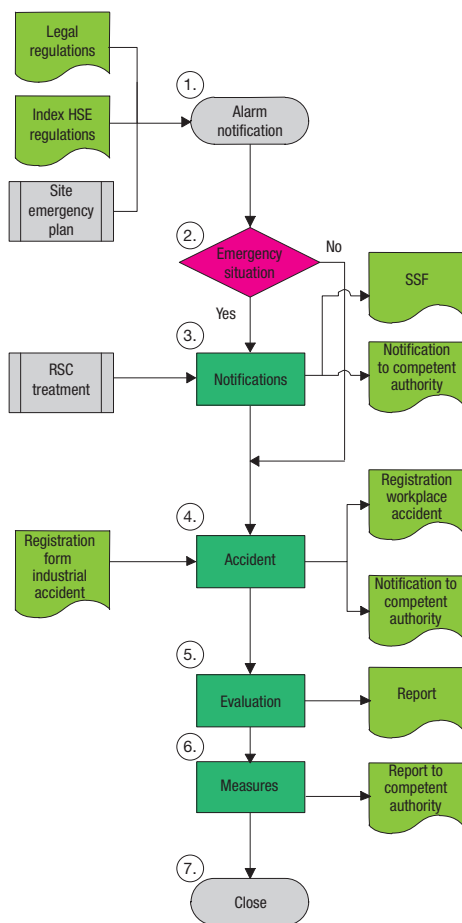 Legal
regulations
1.
Alarm
notification
Index HSE
regulations
Site
emergency
plan
2.
Emergency
situation
No
Yes
SSF
3.
RSC
treatment
Notifications
Notification
to competent
authority
4.
Registration
workplace
accident
Registration
form
industrial
accident
Accident
Notification to
competent
authority
5.
Evaluation
Report
6.
Measures
Report to
competent
authority
7.
Close